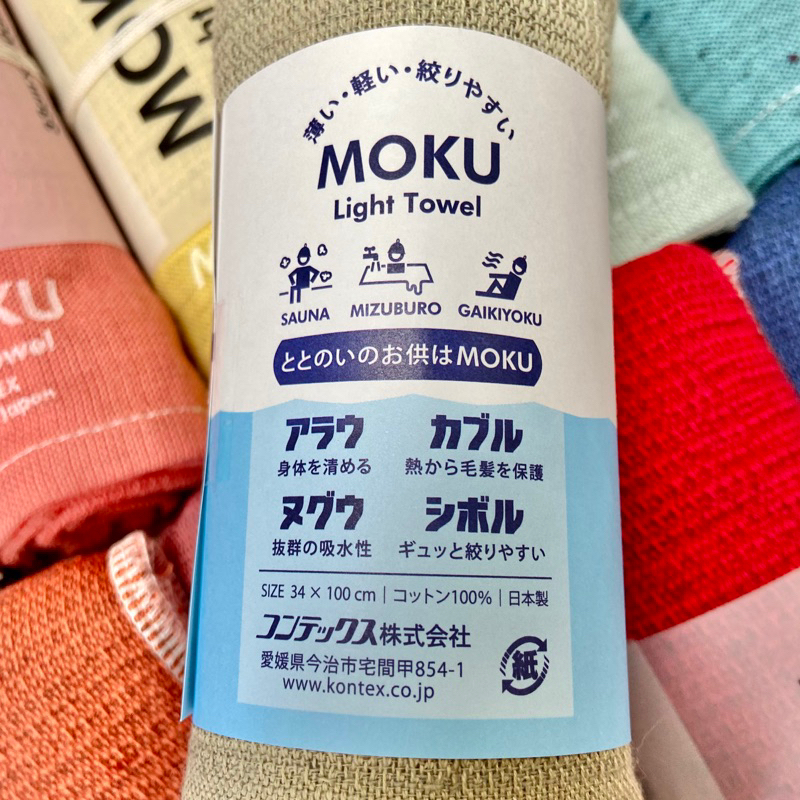 薄い・軽い・絞りやすい
MOKU
Light Towel
SAUNA MIZUBURO GAIKIYOKU
ととのいのお供はMOKU
アラウ カブル
身体を清める 熱から毛髪を保護
ヌグウ シボル
抜群の吸水性 ギュッと絞りやすい
SIZE 34×100cm｜コットン100%｜日本製
コンテックス株式会社
愛媛県今治市宅間甲854-1
www.kontex.co.jp
紙
MOK
KU
owel
EX
Japan